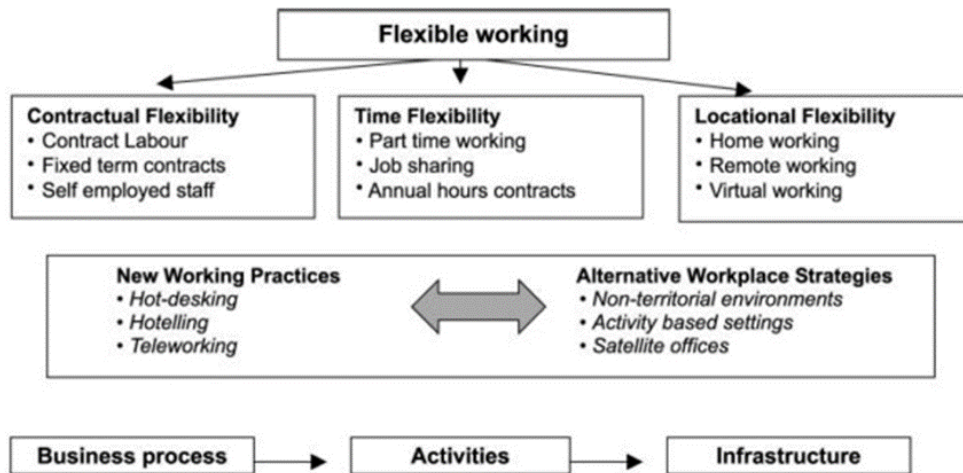 Flexible working
Contractual Flexibility
• Contract Labour
• Fixed term contracts
• Self employed staff
Time Flexibility
• Part time working
• Job sharing
• Annual hours contracts
Locational Flexibility
• Home working
• Remote working
• Virtual working
New Working Practices
• Hot-desking
• Hotelling
• Teleworking
Alternative Workplace Strategies
• Non-territorial environments
• Activity based settings
• Satellite offices
Business process
Activities
Infrastructure